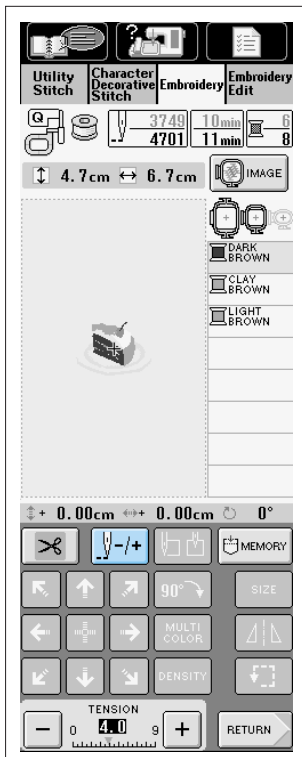 Utility Stitch
Character Decorative Stitch
Embroidery
Embroidery Edit
Q
3749 10min 6
4701 11min 8
4.7cm 6.7cm IMAGE
DARK BROWN
CLAY BROWN
LIGHT BROWN
+ 0.00cm + 0.00cm 0°
-/+ MEMORY
90° SIZE
MULTI COLOR
DENSITY
TENSION
− 0 4.0 9 + RETURN